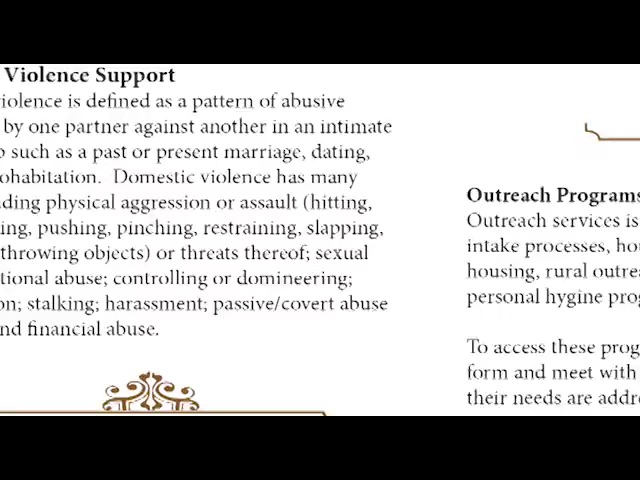 Violence Support
violence is defined as a pattern of abusive
by one partner against another in an intimate
such as a past or present marriage, dating,
ohabitation. Domestic violence has many
ding physical aggression or assault (hitting,
ing, pushing, pinching, restraining, slapping,
throwing objects) or threats thereof; sexual
tional abuse; controlling or domineering;
on; stalking; harassment; passive/covert abuse
nd financial abuse.
Outreach Programs
Outreach services is
intake processes, hou
housing, rural outrea
personal hygine prog
To access these prog
form and meet with
their needs are addre